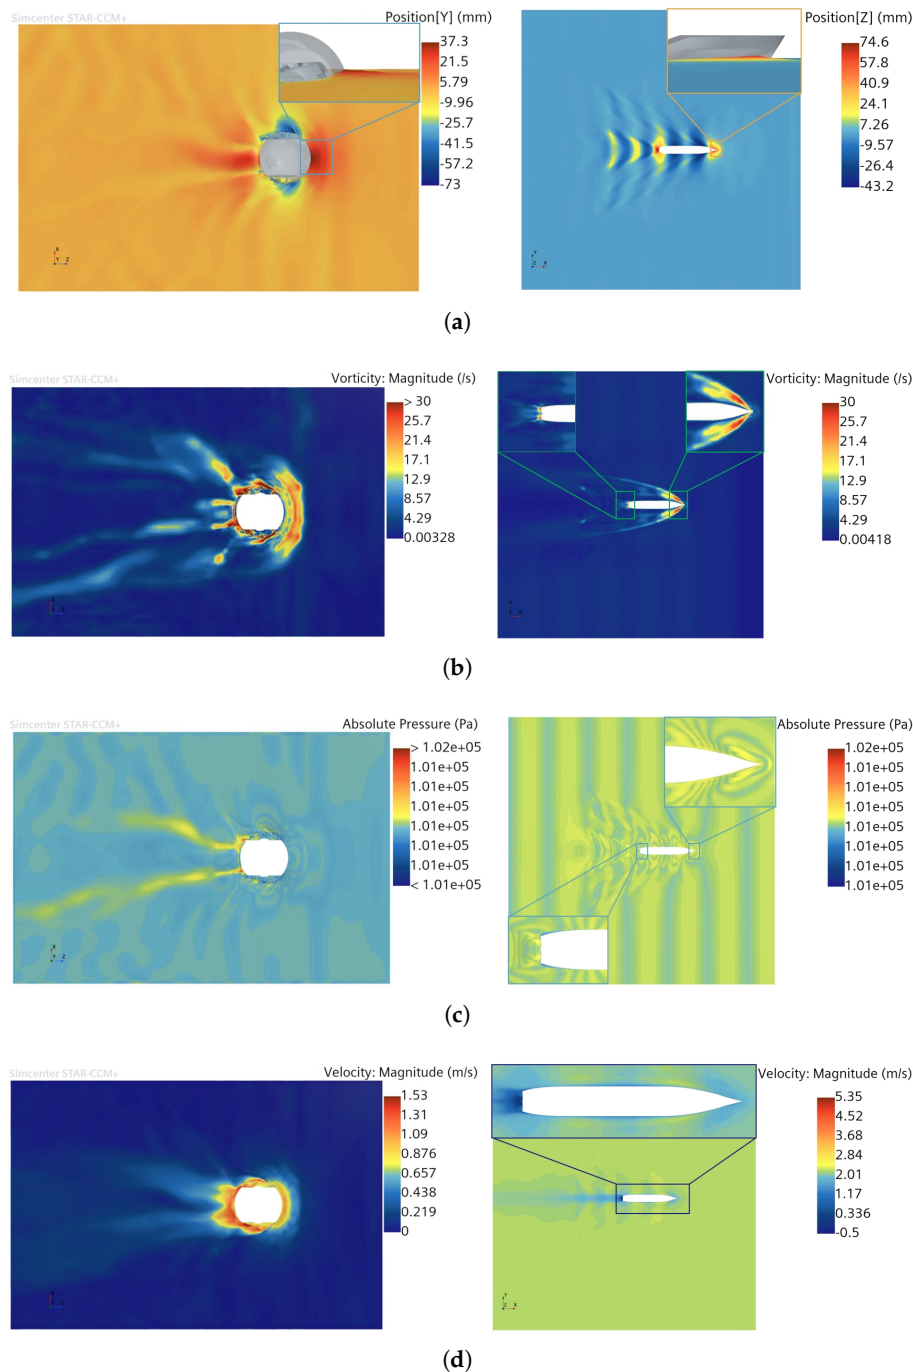 Simcenter STAR-CCM+
Position[Y] (mm)
37.3
21.5
5.79
-9.96
-25.7
-41.5
-57.2
-73
X
Y Z
Position[Z] (mm)
74.6
57.8
40.9
24.1
7.26
-9.57
-26.4
-43.2
Y
Z X
(a)
Simcenter STAR-CCM+
Vorticity: Magnitude (/s)
> 30
25.7
21.4
17.1
12.9
8.57
4.29
0.00328
X
Y Z
Vorticity: Magnitude (/s)
30
25.7
21.4
17.1
12.9
8.57
4.29
0.00418
(b)
Simcenter STAR-CCM+
Absolute Pressure (Pa)
> 1.02e+05
1.01e+05
1.01e+05
1.01e+05
1.01e+05
1.01e+05
1.01e+05
< 1.01e+05
X
Y Z
Absolute Pressure (Pa)
1.02e+05
1.01e+05
1.01e+05
1.01e+05
1.01e+05
1.01e+05
1.01e+05
1.01e+05
(c)
Simcenter STAR-CCM+
Velocity: Magnitude (m/s)
1.53
1.31
1.09
0.876
0.657
0.438
0.219
0
Velocity: Magnitude (m/s)
5.35
4.52
3.68
2.84
2.01
1.17
0.336
-0.5
Y
Z X
(d)